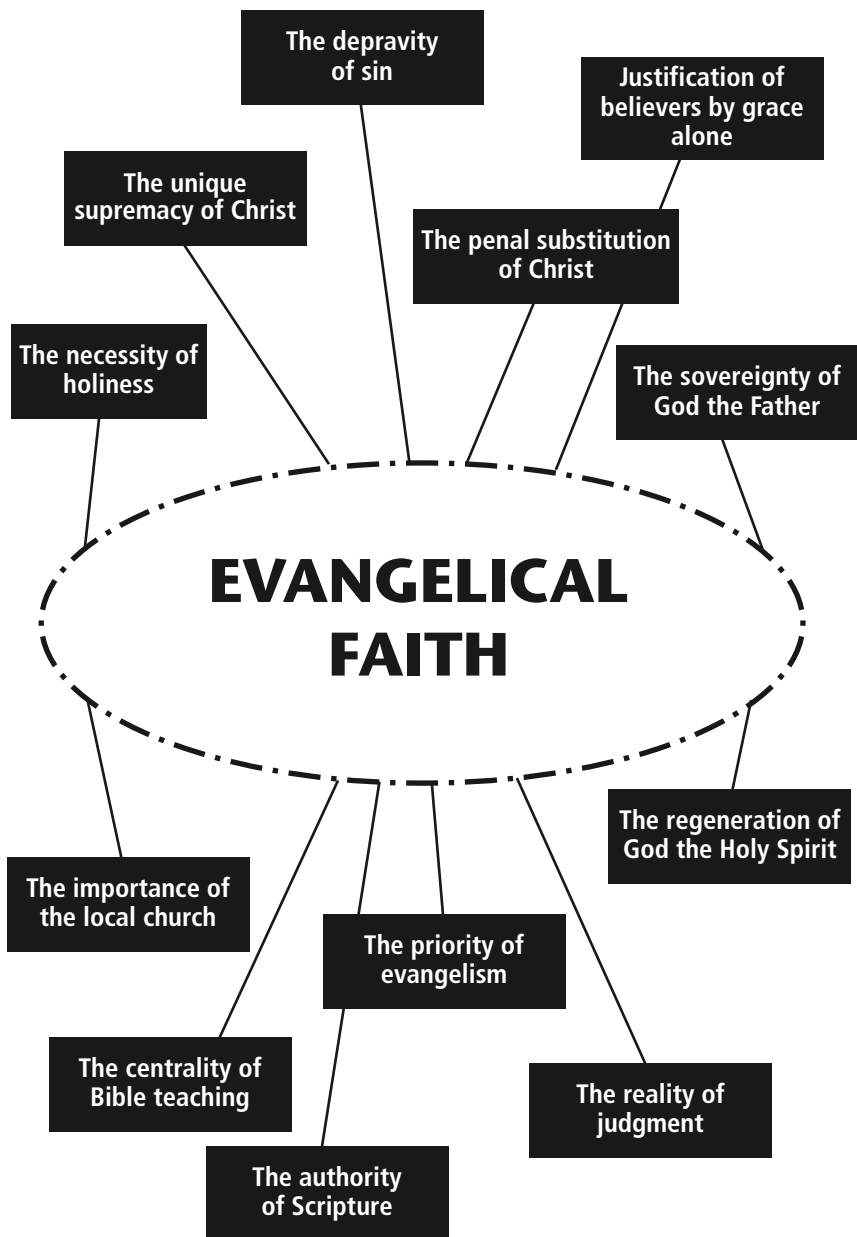 The depravity
of sin
Justification of
believers by grace
alone
The unique
supremacy of Christ
The penal substitution
of Christ
The necessity of
holiness
The sovereignty of
God the Father
EVANGELICAL
FAITH
The regeneration of
God the Holy Spirit
The importance of
the local church
The priority of
evangelism
The centrality of
Bible teaching
The reality of
judgment
The authority
of Scripture